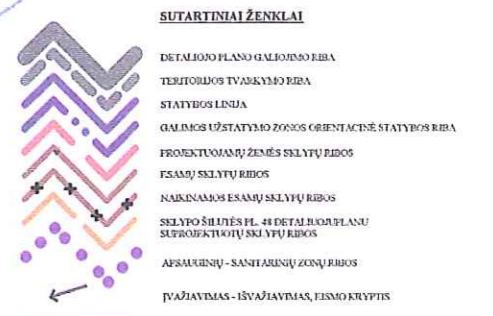 SUTARTINIAI ŽENKLAI
DETALIOJO PLANO GALIOJIMO RIBA
TERITORIJOS TVARKYMO RIBA
STATYBOS LINIJA
GALIMOS UŽSTATYMO ZONOS ORIENTACINĖ STATYBOS RIBA
PROJEKTUOJAMŲ ŽEMĖS SKLYPŲ RIBOS
ESAMŲ SKLYPŲ RIBOS
NAIKINAMOS ESAMŲ SKLYPŲ RIBOS
SKLYPO ŠILUTĖS PL. 48 DETALIUOJUPLANU
SUPROJEKTUOTŲ SKLYPŲ RIBOS
APSAUGINIŲ - SANITARINIŲ ZONŲ RIBOS
ĮVAŽIAVIMAS - IŠVAŽIAVIMAS, EISMO KRYPTIS